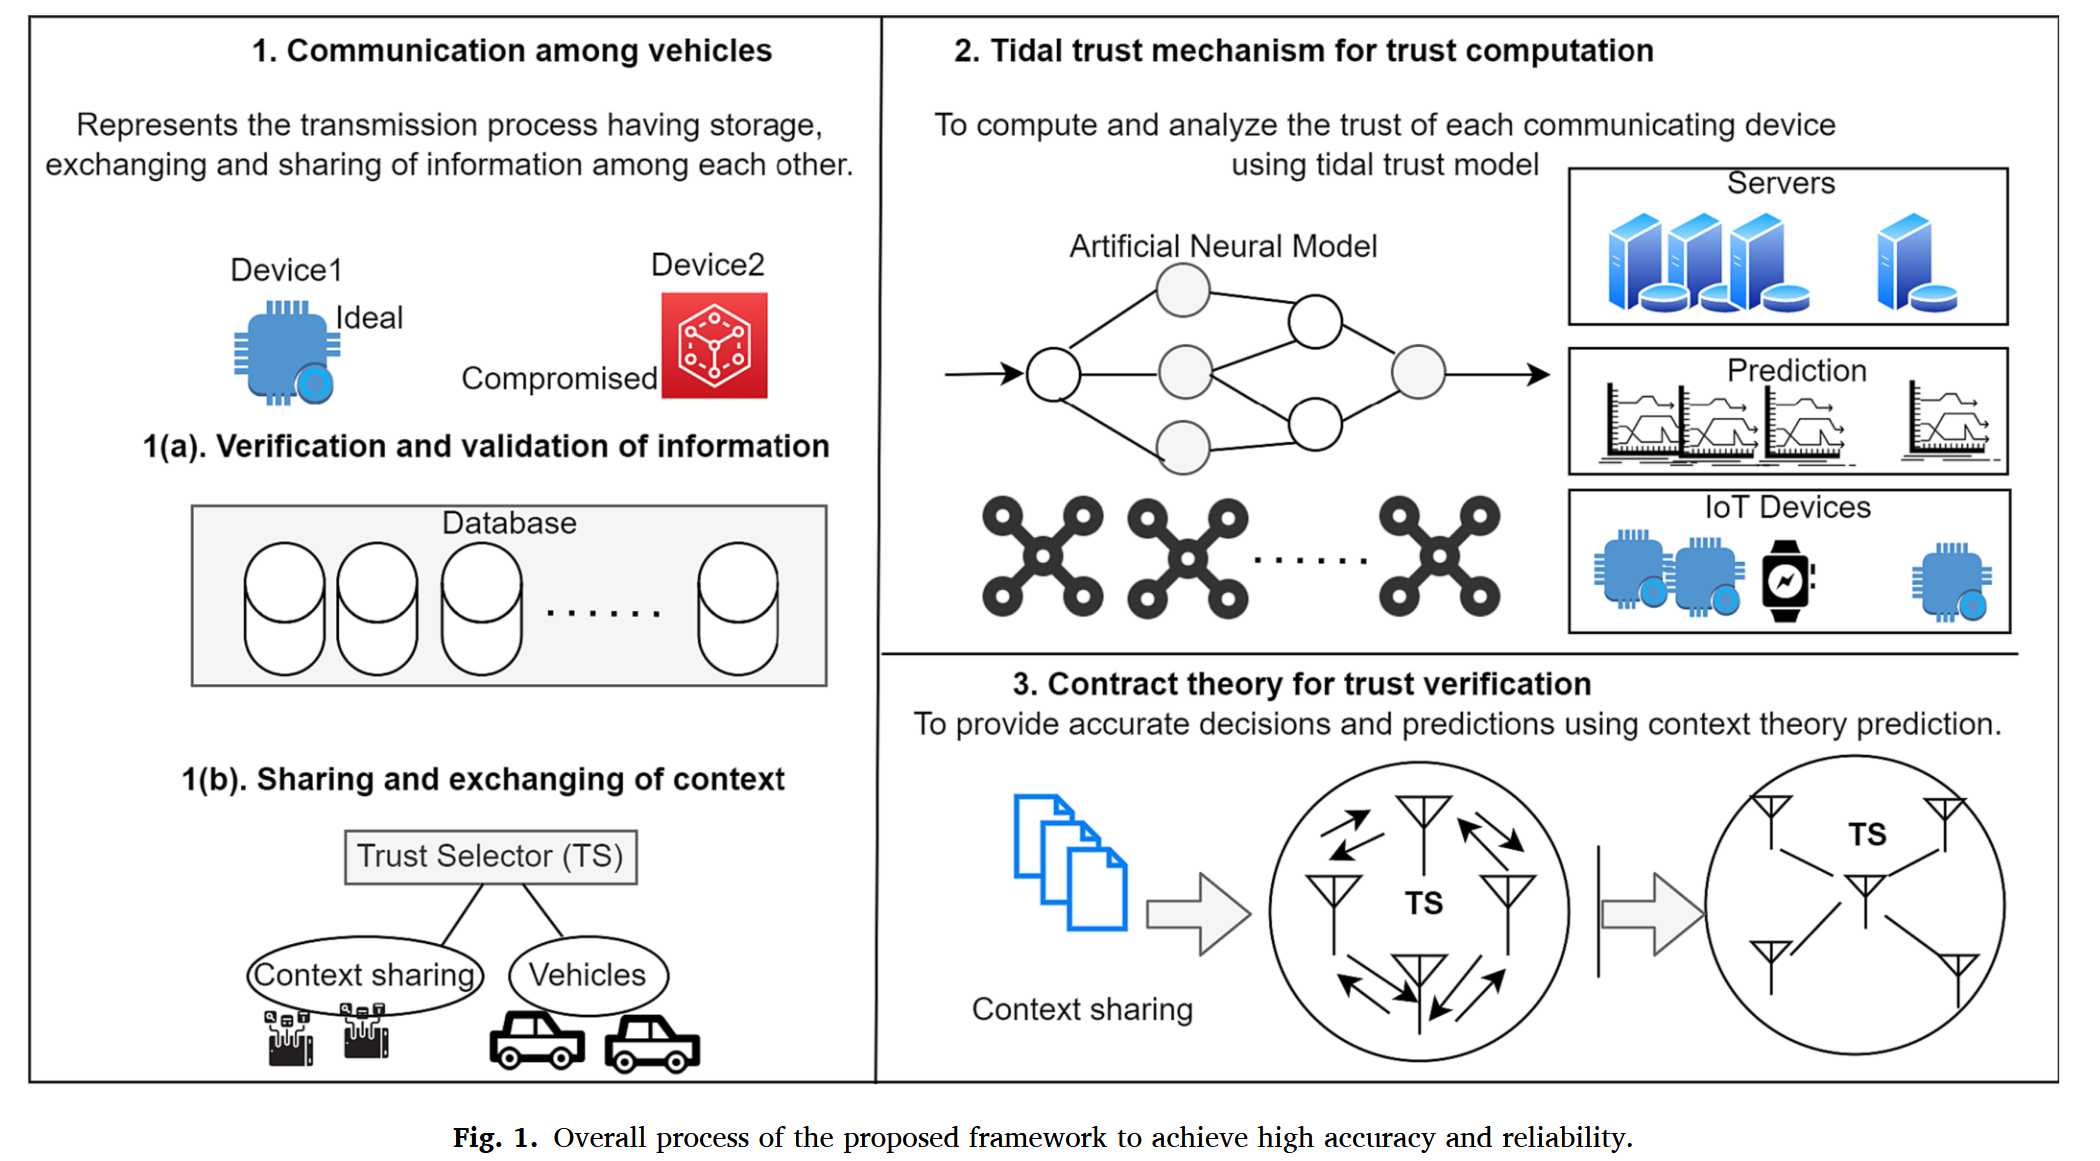 1. Communication among vehicles
Represents the transmission process having storage,
exchanging and sharing of information among each other.
Device1
Ideal
Device2
Compromised
1(a). Verification and validation of information
Database
1(b). Sharing and exchanging of context
Trust Selector (TS)
Context sharing
Vehicles
2. Tidal trust mechanism for trust computation
To compute and analyze the trust of each communicating device
using tidal trust model
Artificial Neural Model
Servers
Prediction
IoT Devices
3. Contract theory for trust verification
To provide accurate decisions and predictions using context theory prediction.
Context sharing
TS
TS
Fig. 1. Overall process of the proposed framework to achieve high accuracy and reliability.